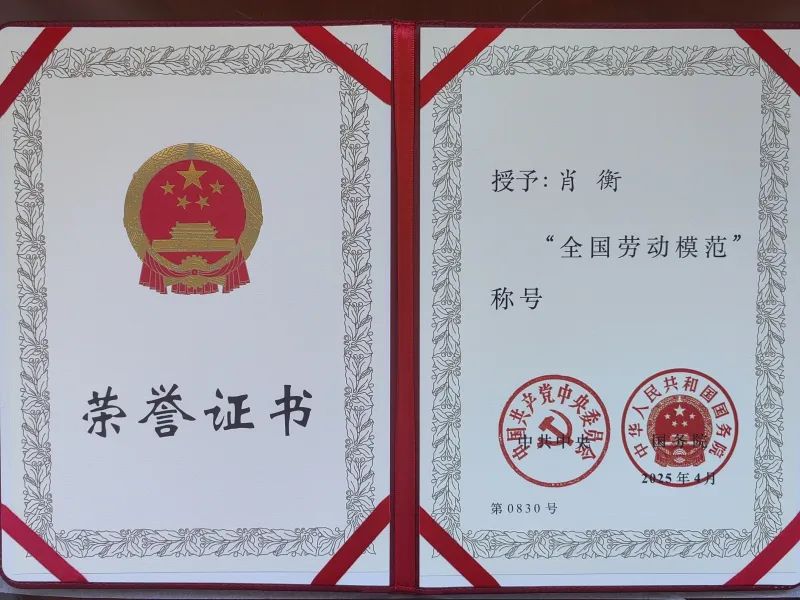 荣誉证书
授予：肖 衡
“全国劳动模范”
称号
中国共产党中央委员会
中共中央
中华人民共和国国务院
国务院
2025年4月
第0830号